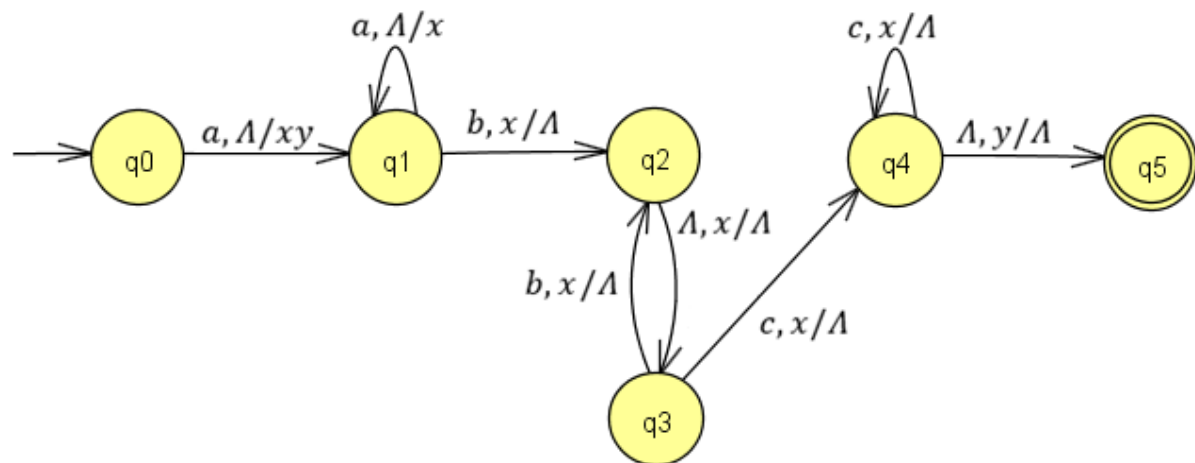 a, Λ/x
c, x/Λ
a, Λ/xy
b, x/Λ
Λ, y/Λ
q0
q1
q2
q4
q5
Λ, x/Λ
b, x/Λ
c, x/Λ
q3